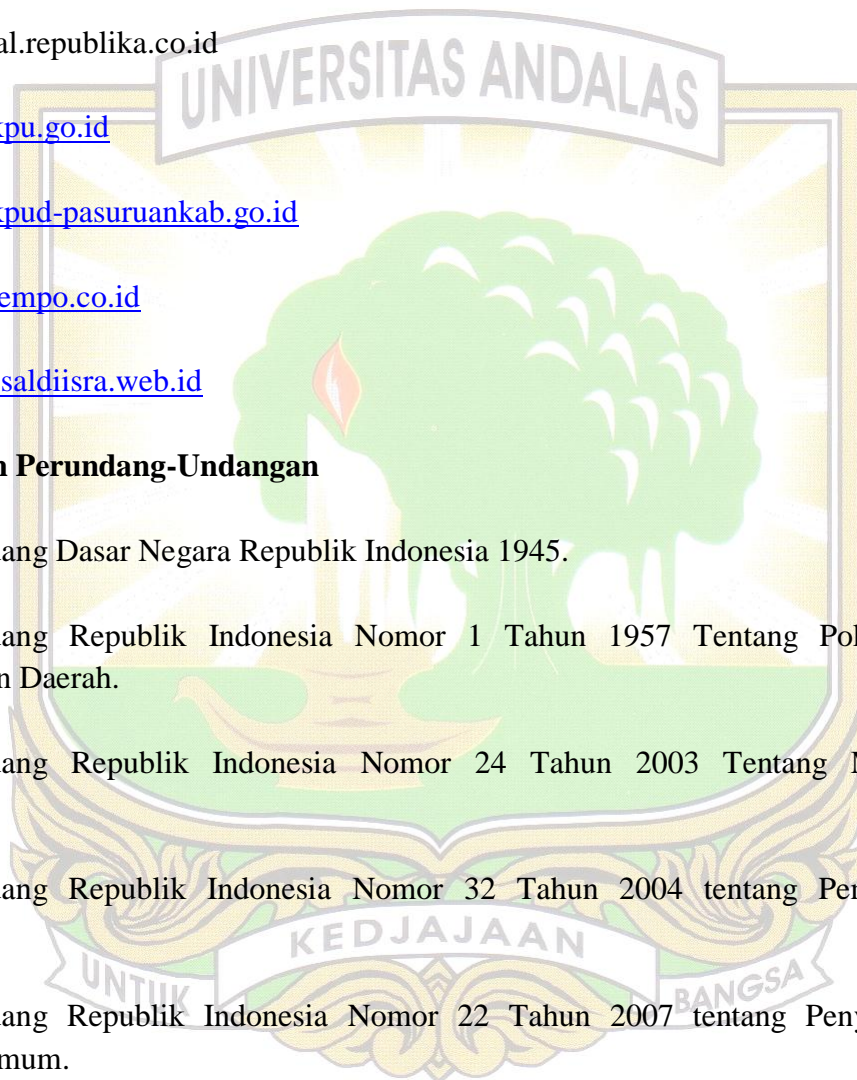 UNIVERSITAS ANDALAS
al.republika.co.id
kpu.go.id
kpud-pasuruankab.go.id
empo.co.id
saldiisra.web.id
n Perundang-Undangan
ang Dasar Negara Republik Indonesia 1945.
ang Republik Indonesia Nomor 1 Tahun 1957 Tentang Pol
n Daerah.
ang Republik Indonesia Nomor 24 Tahun 2003 Tentang M
ang Republik Indonesia Nomor 32 Tahun 2004 tentang Per
KEDJAJAAN
UNTUK
BANGSA
ang Republik Indonesia Nomor 22 Tahun 2007 tentang Peny
mum.